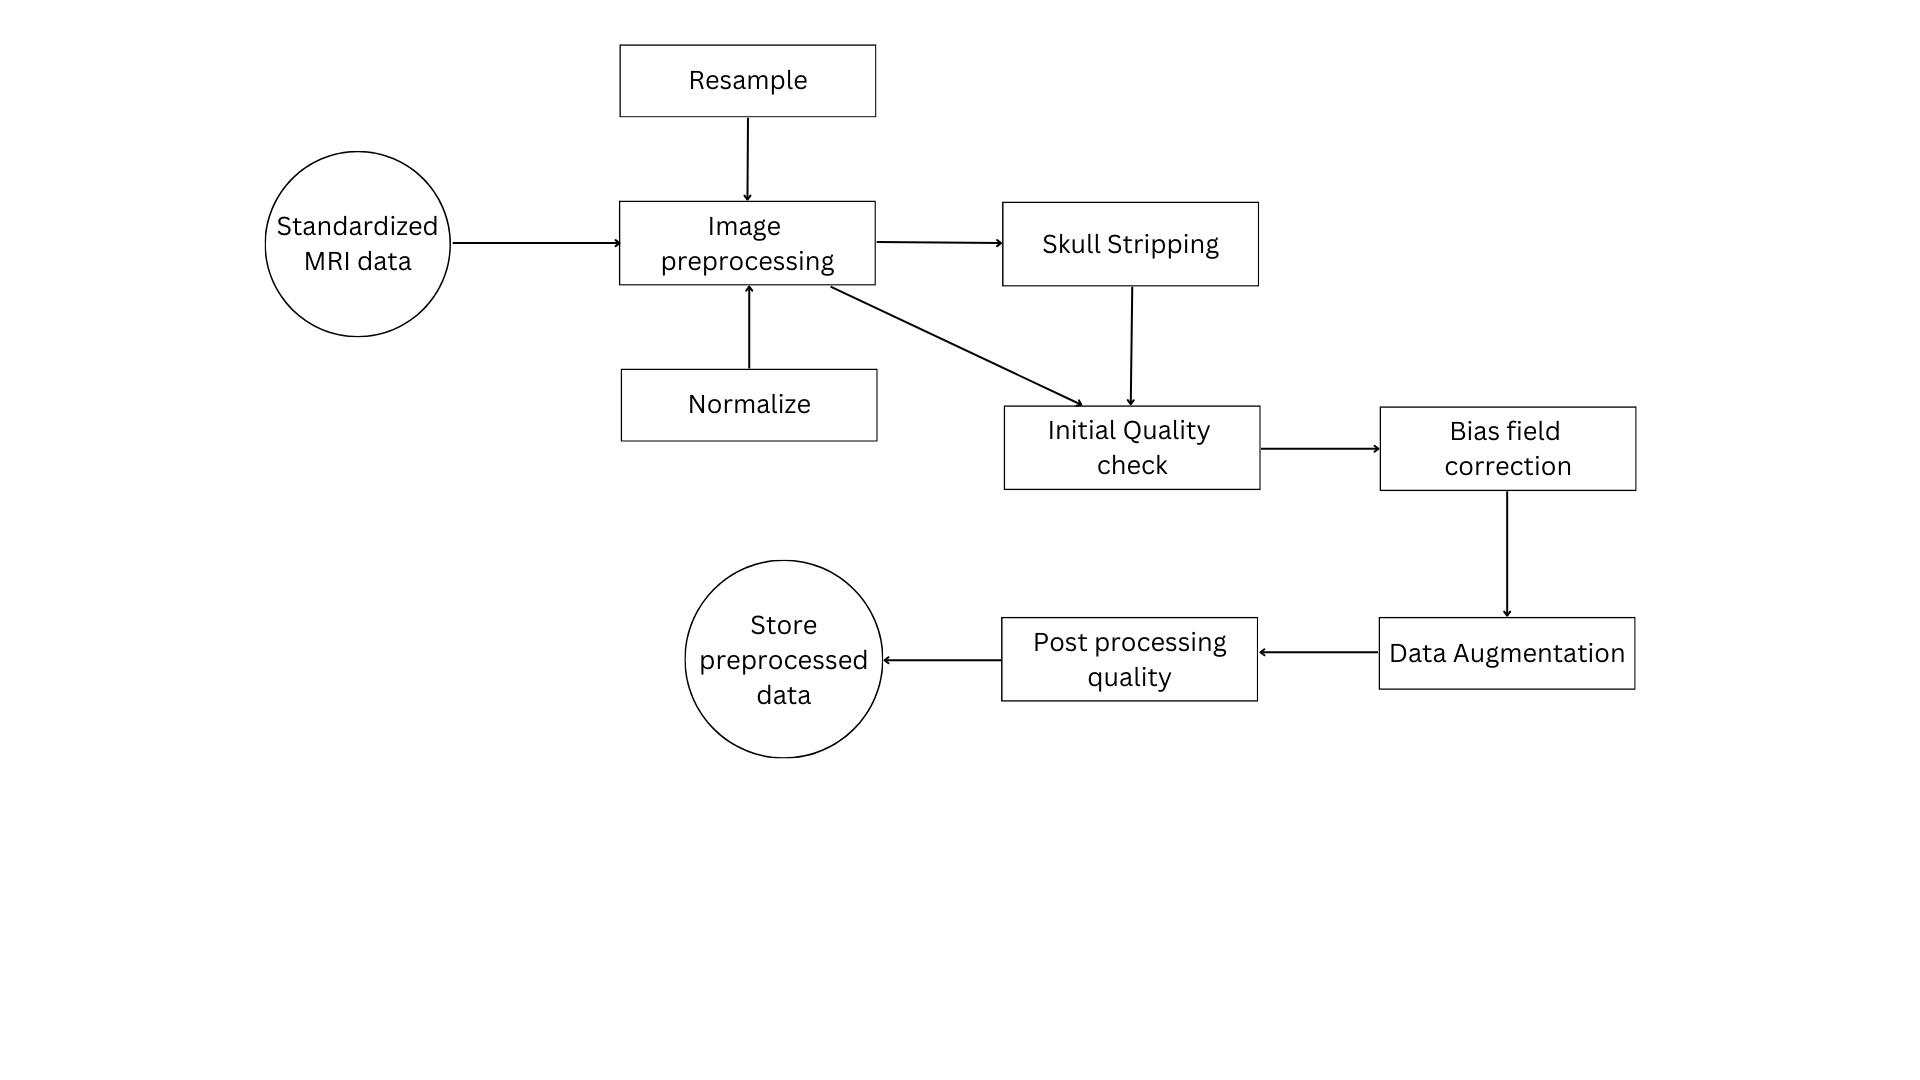 Resample
Standardized
MRI data
Image
preprocessing
Skull Stripping
Normalize
Initial Quality
check
Bias field
correction
Data Augmentation
Post processing
quality
Store
preprocessed
data